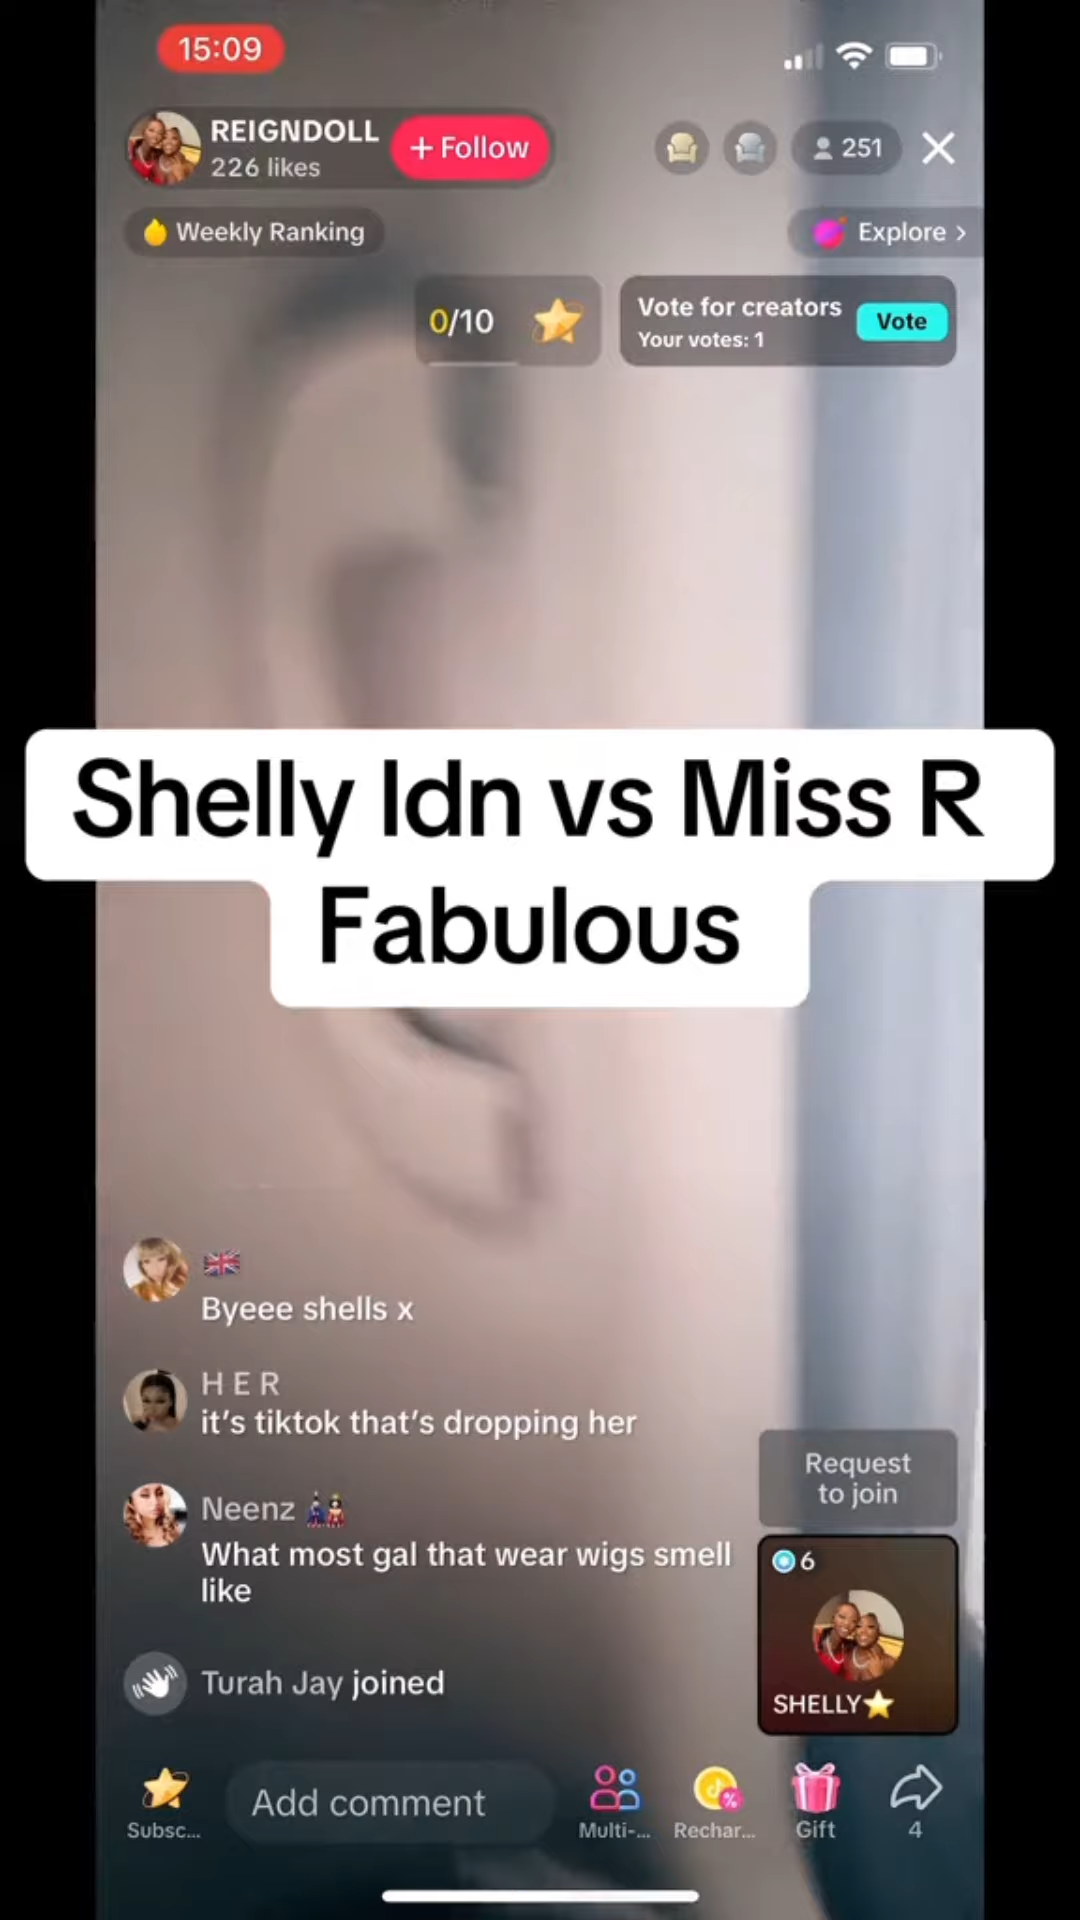 15:09
REIGNDOLL
226 likes
+ Follow
251
Weekly Ranking
Explore >
0/10
Vote for creators
Your votes: 1
Vote
Shelly ldn vs Miss R
Fabulous
Byeee shells x
H E R
it's tiktok that's dropping her
Neenz
What most gal that wear wigs smell
like
Turah Jay joined
Request
to join
6
SHELLY
Subsc...
Add comment
Multi-...
Rechar...
Gift
4